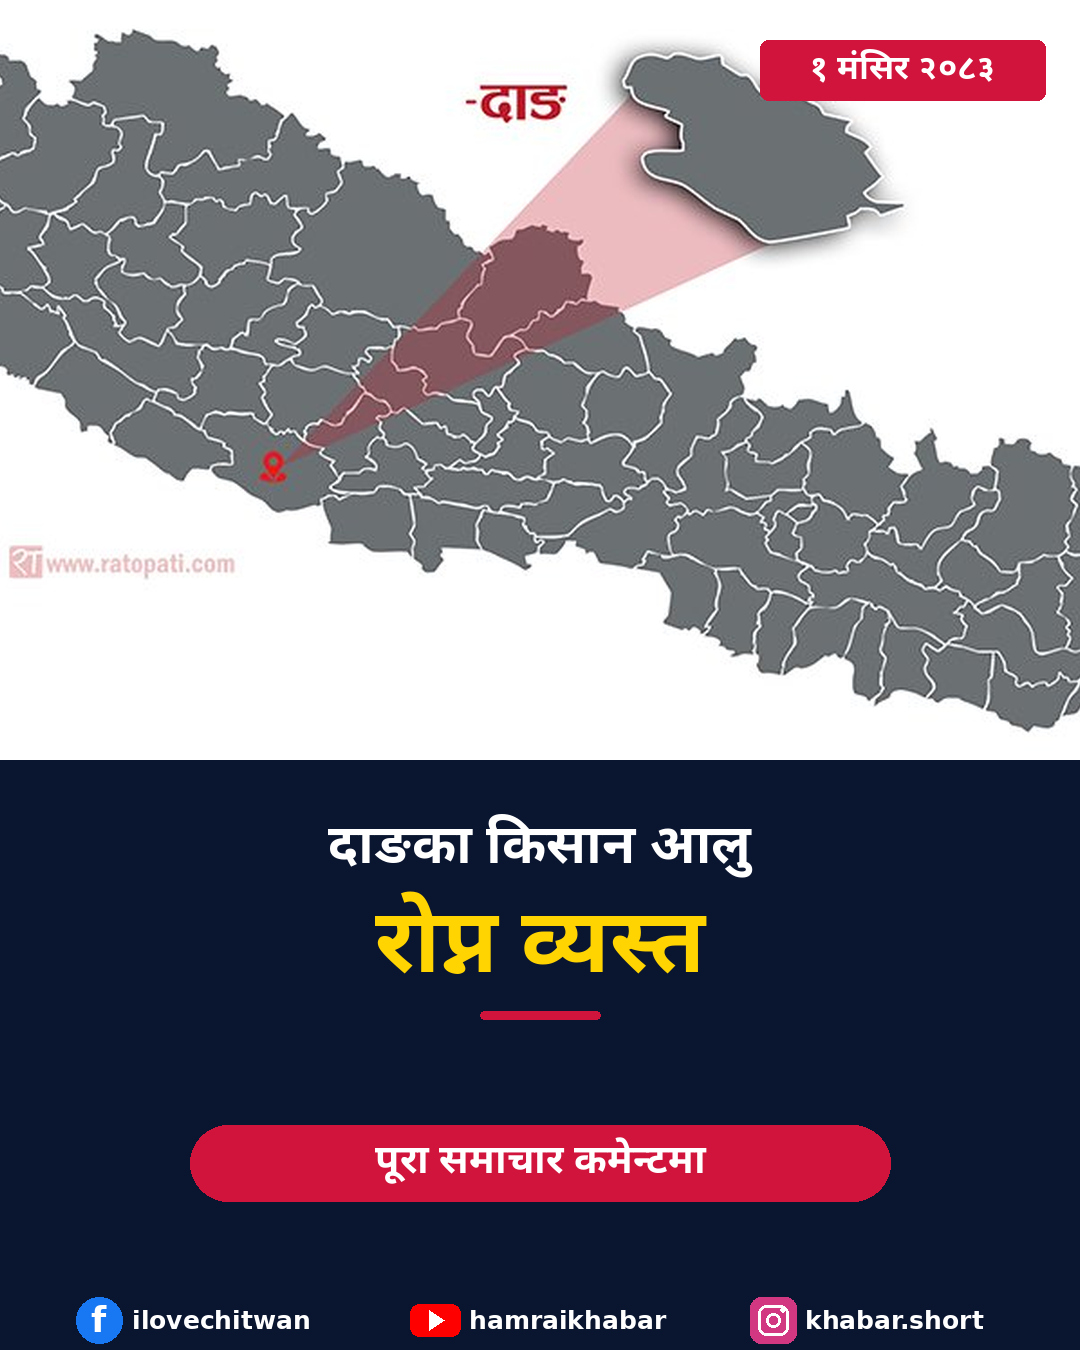 १ मंसिर २०८३
-दाङ
रा www.ratopati.com
दाङका किसान आलु
रोप्न व्यस्त
पूरा समाचार कमेन्टमा
f ilovechitwan
hamraikhabar
khabar.short